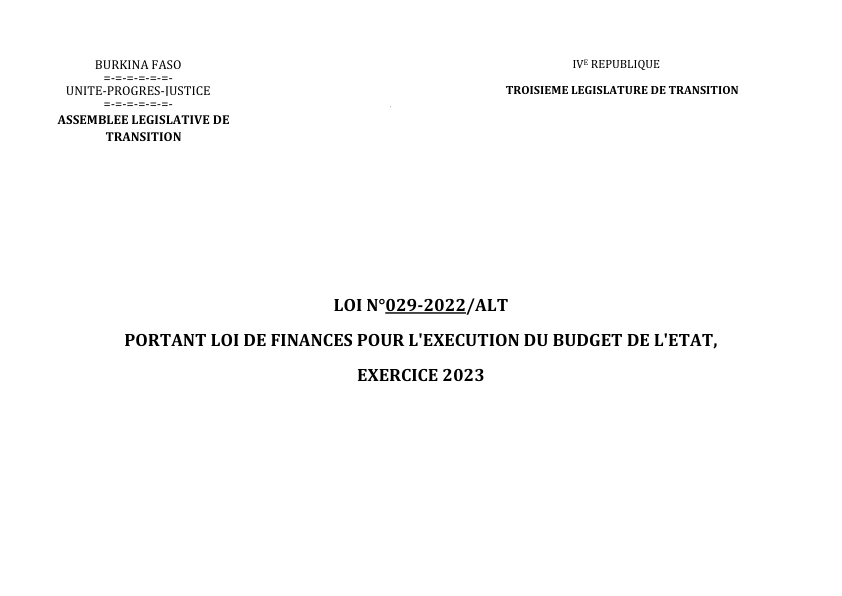 BURKINA FASO
=-=-=-=-=-=-
UNITE-PROGRES-JUSTICE
=-=-=-=-=-=-
ASSEMBLEE LEGISLATIVE DE
TRANSITION
IVE REPUBLIQUE
TROISIEME LEGISLATURE DE TRANSITION
LOI N°029-2022/ALT
PORTANT LOI DE FINANCES POUR L'EXECUTION DU BUDGET DE L'ETAT,
EXERCICE 2023